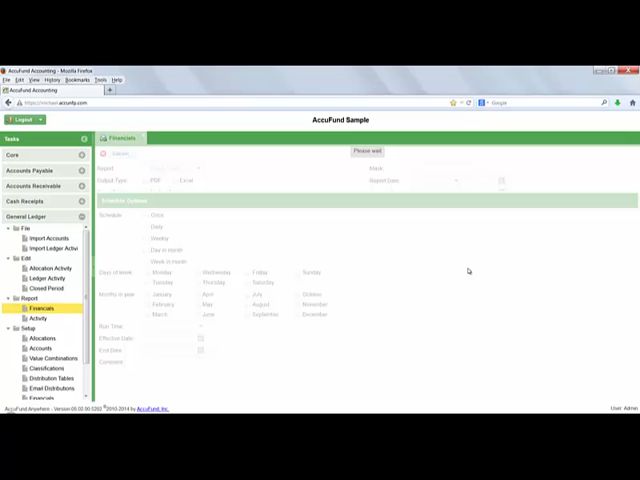 AccuFund Accounting - Mozilla Firefox
File Edit View History Bookmarks Tools Help
AccuFund Accounting
https://michael.accunfp.com
Google
Logout
AccuFund Sample
Tasks
Financials
Please wait
Core
Accounts Payable
Accounts Receivable
Cash Receipts
General Ledger
File
Import Accounts
Import Ledger Activi
Edit
Allocation Activity
Ledger Activity
Closed Period
Report
Financials
Activity
Setup
Allocations
Accounts
Value Combinations
Classifications
Distribution Tables
Email Distributions
Financials
Report
Mask
Output Type PDF Excel Report Date
Schedule Options
Schedule Once
Daily
Weekly
Day in month
Week in month
Days of week Monday Wednesday Friday Sunday
Tuesday Thursday Saturday
Months in year January April July October
February May August November
March June September December
Run Time
Effective Date
End Date
Comment
AccuFund Anywhere - Version ©2010-2014 by AccuFund, Inc.
User: Admin